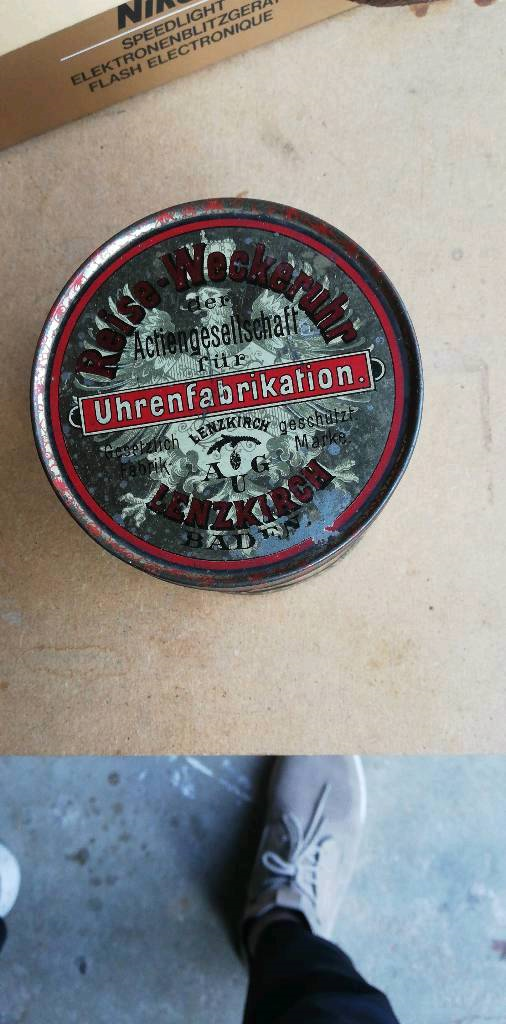 Nik
SPEEDLIGHT
ELEKTRONENBLITZGERÄT
FLASH ELECTRONIQUE
Reise-Weckeruhr
der
Actiengesellschaft
für
Uhrenfabrikation.
Gesetzlich LENZKIRCH geschützt
Fabrik Marke.
AUG
LENZKIRCH
BADEN.